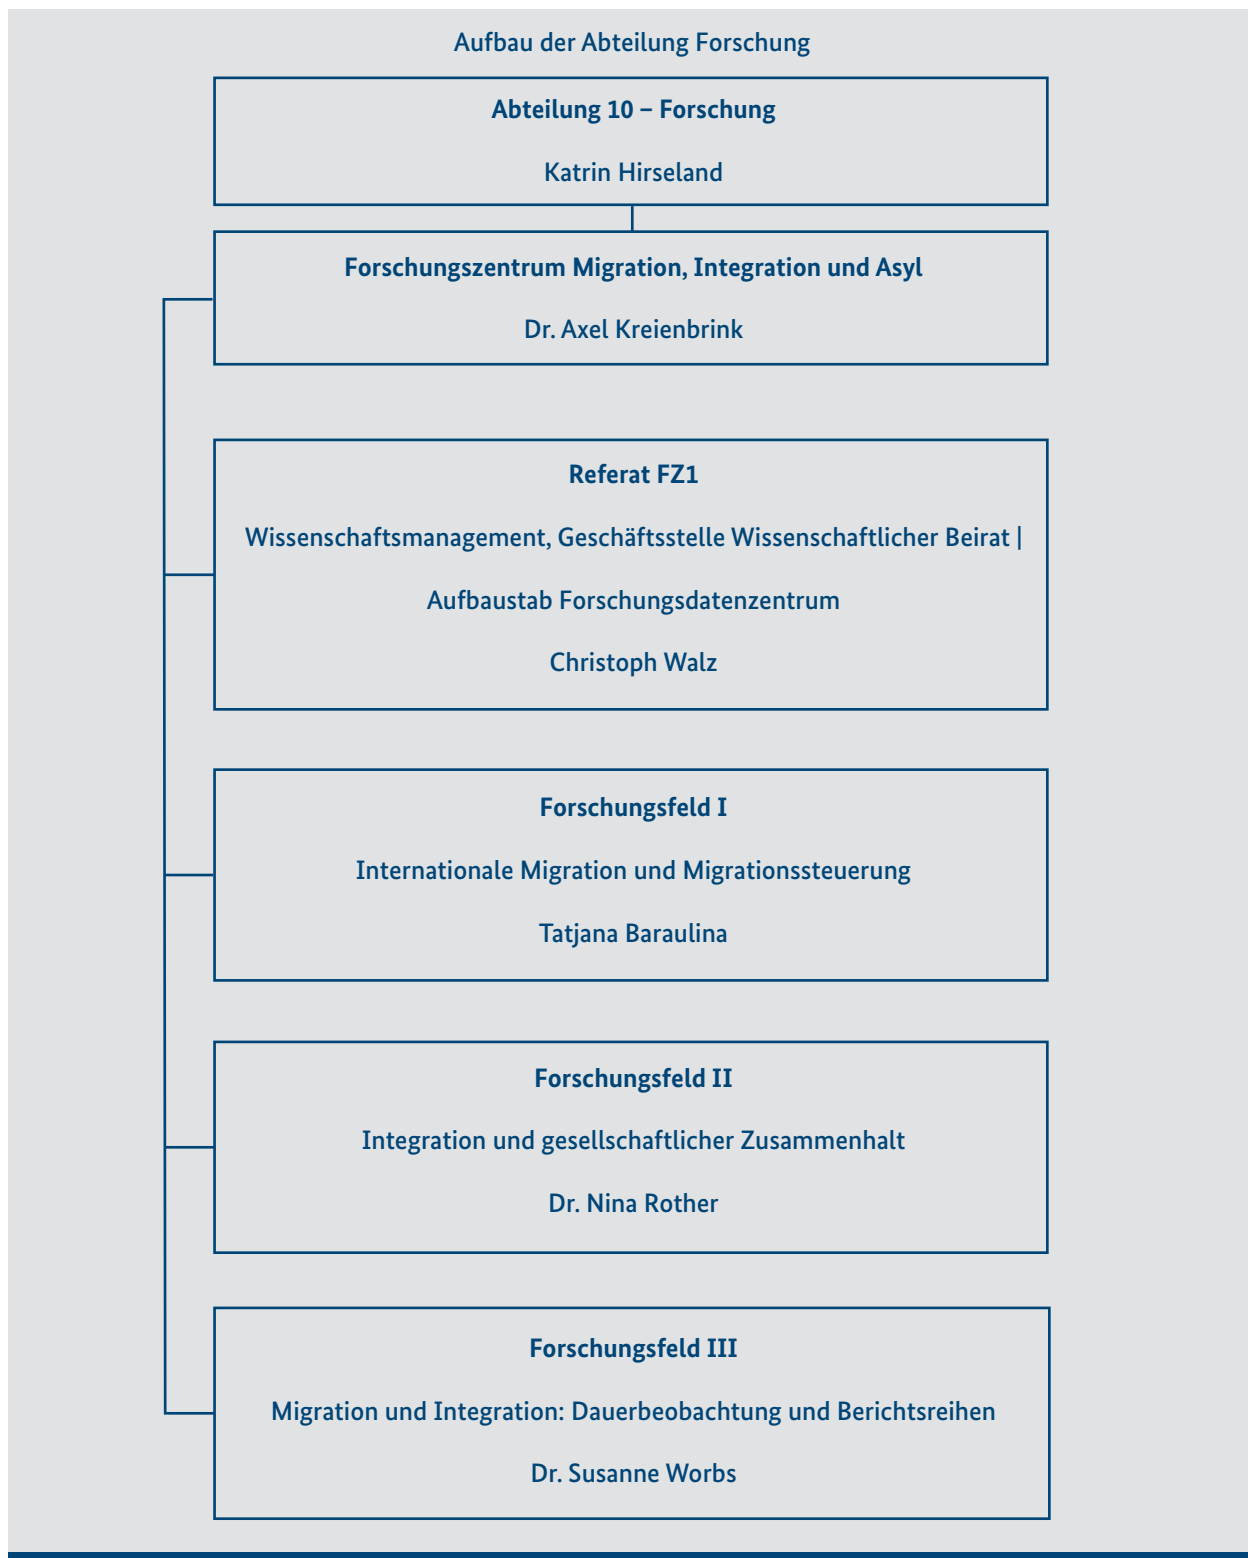 Aufbau der Abteilung Forschung
Abteilung 10 – Forschung
Katrin Hirseland
Forschungszentrum Migration, Integration und Asyl
Dr. Axel Kreienbrink
Referat FZ1
Wissenschaftsmanagement, Geschäftsstelle Wissenschaftlicher Beirat |
Aufbaustab Forschungsdatenzentrum
Christoph Walz
Forschungsfeld I
Internationale Migration und Migrationssteuerung
Tatjana Baraulina
Forschungsfeld II
Integration und gesellschaftlicher Zusammenhalt
Dr. Nina Rother
Forschungsfeld III
Migration und Integration: Dauerbeobachtung und Berichtsreihen
Dr. Susanne Worbs